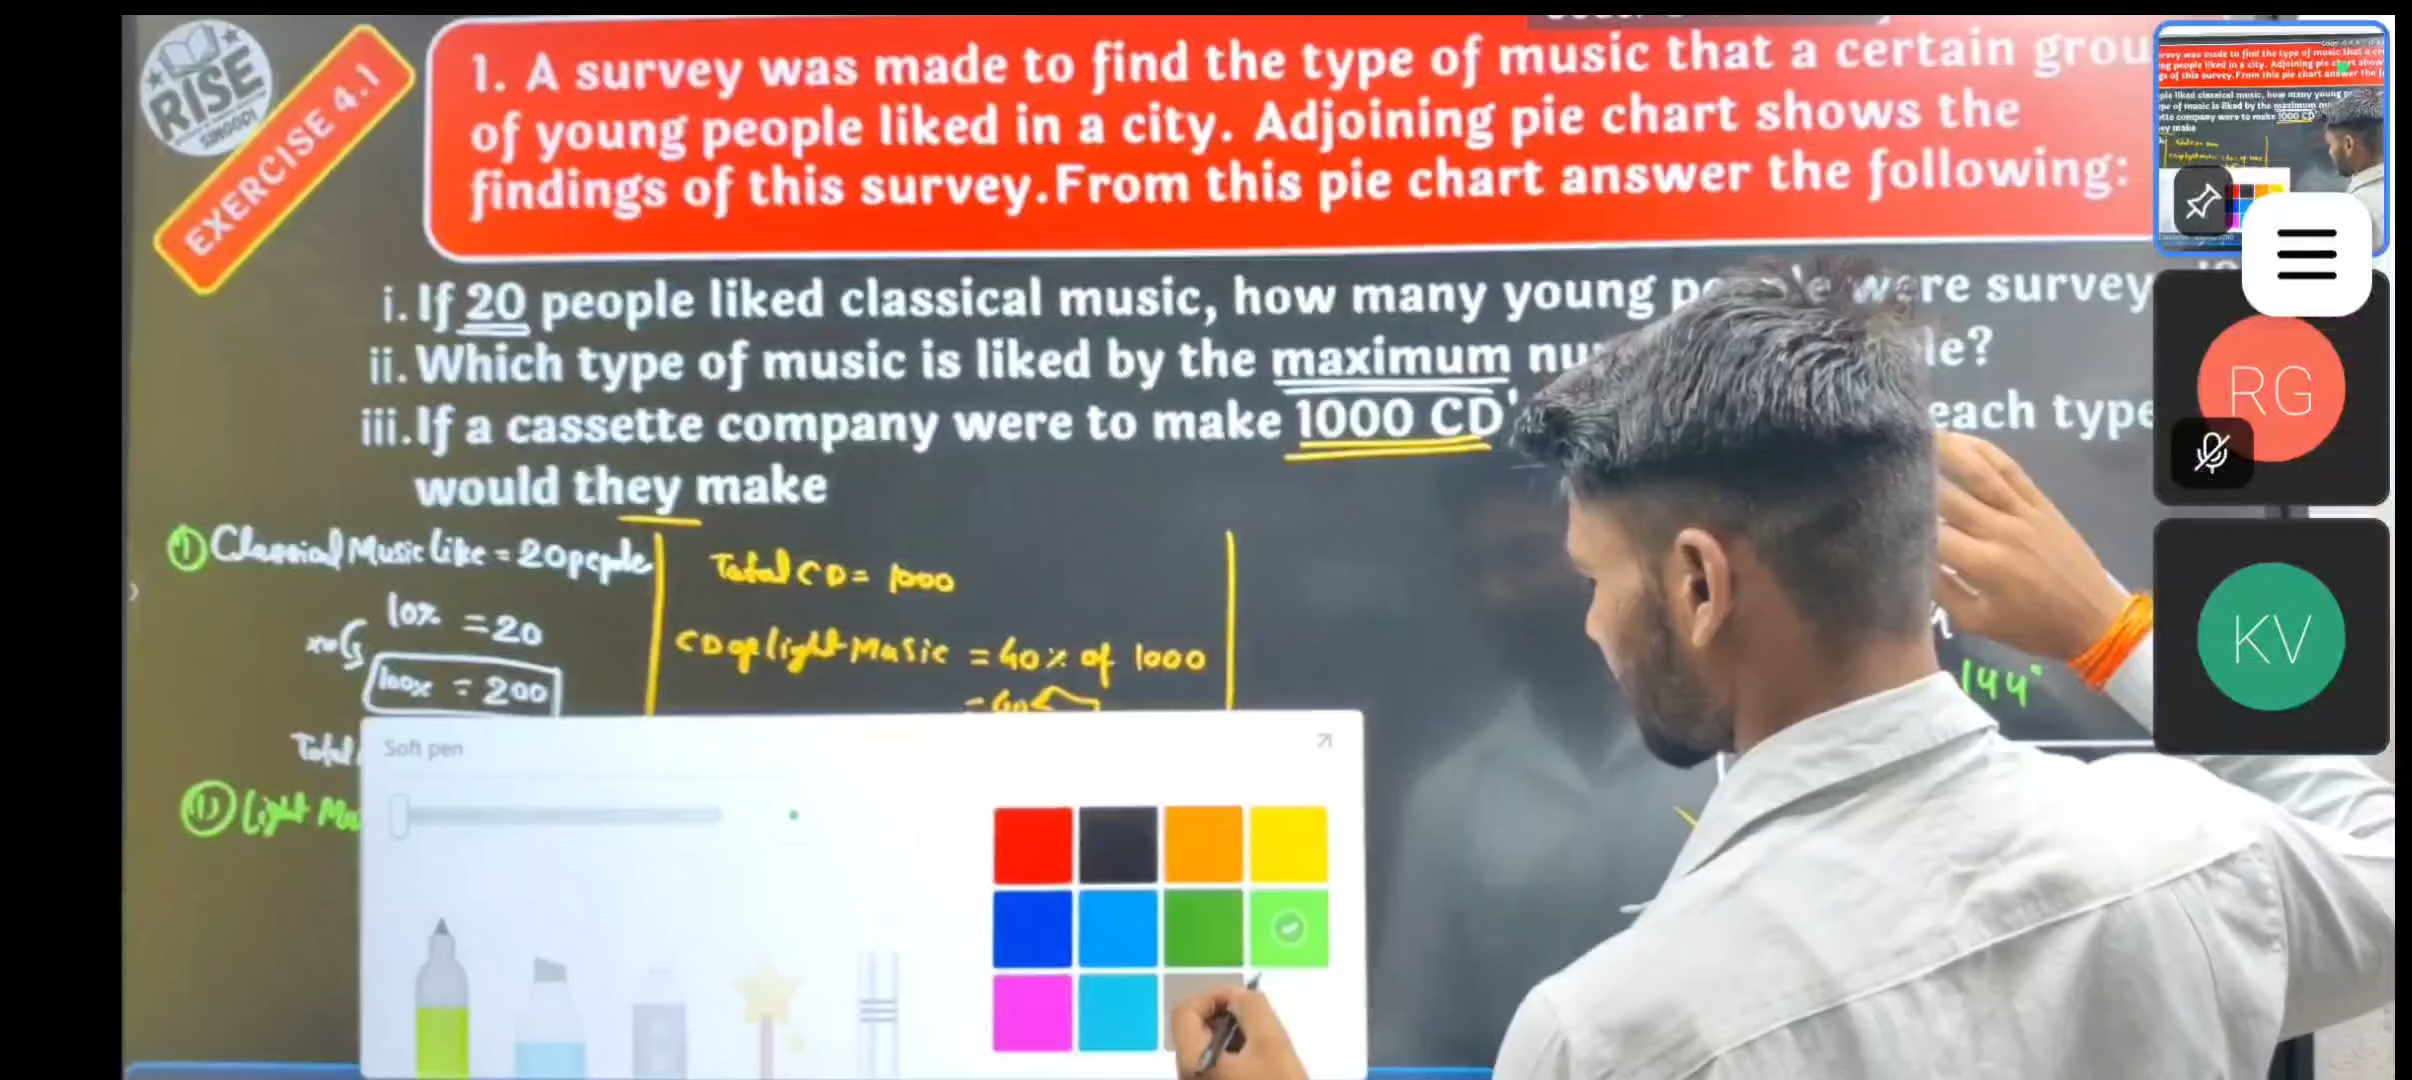 RISE
EXERCISE 4.1
1. A survey was made to find the type of music that a certain grou
of young people liked in a city. Adjoining pie chart shows the
findings of this survey.From this pie chart answer the following:
i. If 20 people liked classical music, how many young were survey
ii. Which type of music is liked by the maximum
iii. If a cassette company were to make 1000 CD' each type
would they make
Music like = 20
10% = 20
100% = 200
Total
Light
Total CD = 1000
CD of light Music = 40% of 1000
144°
Soft pen
RG
KV